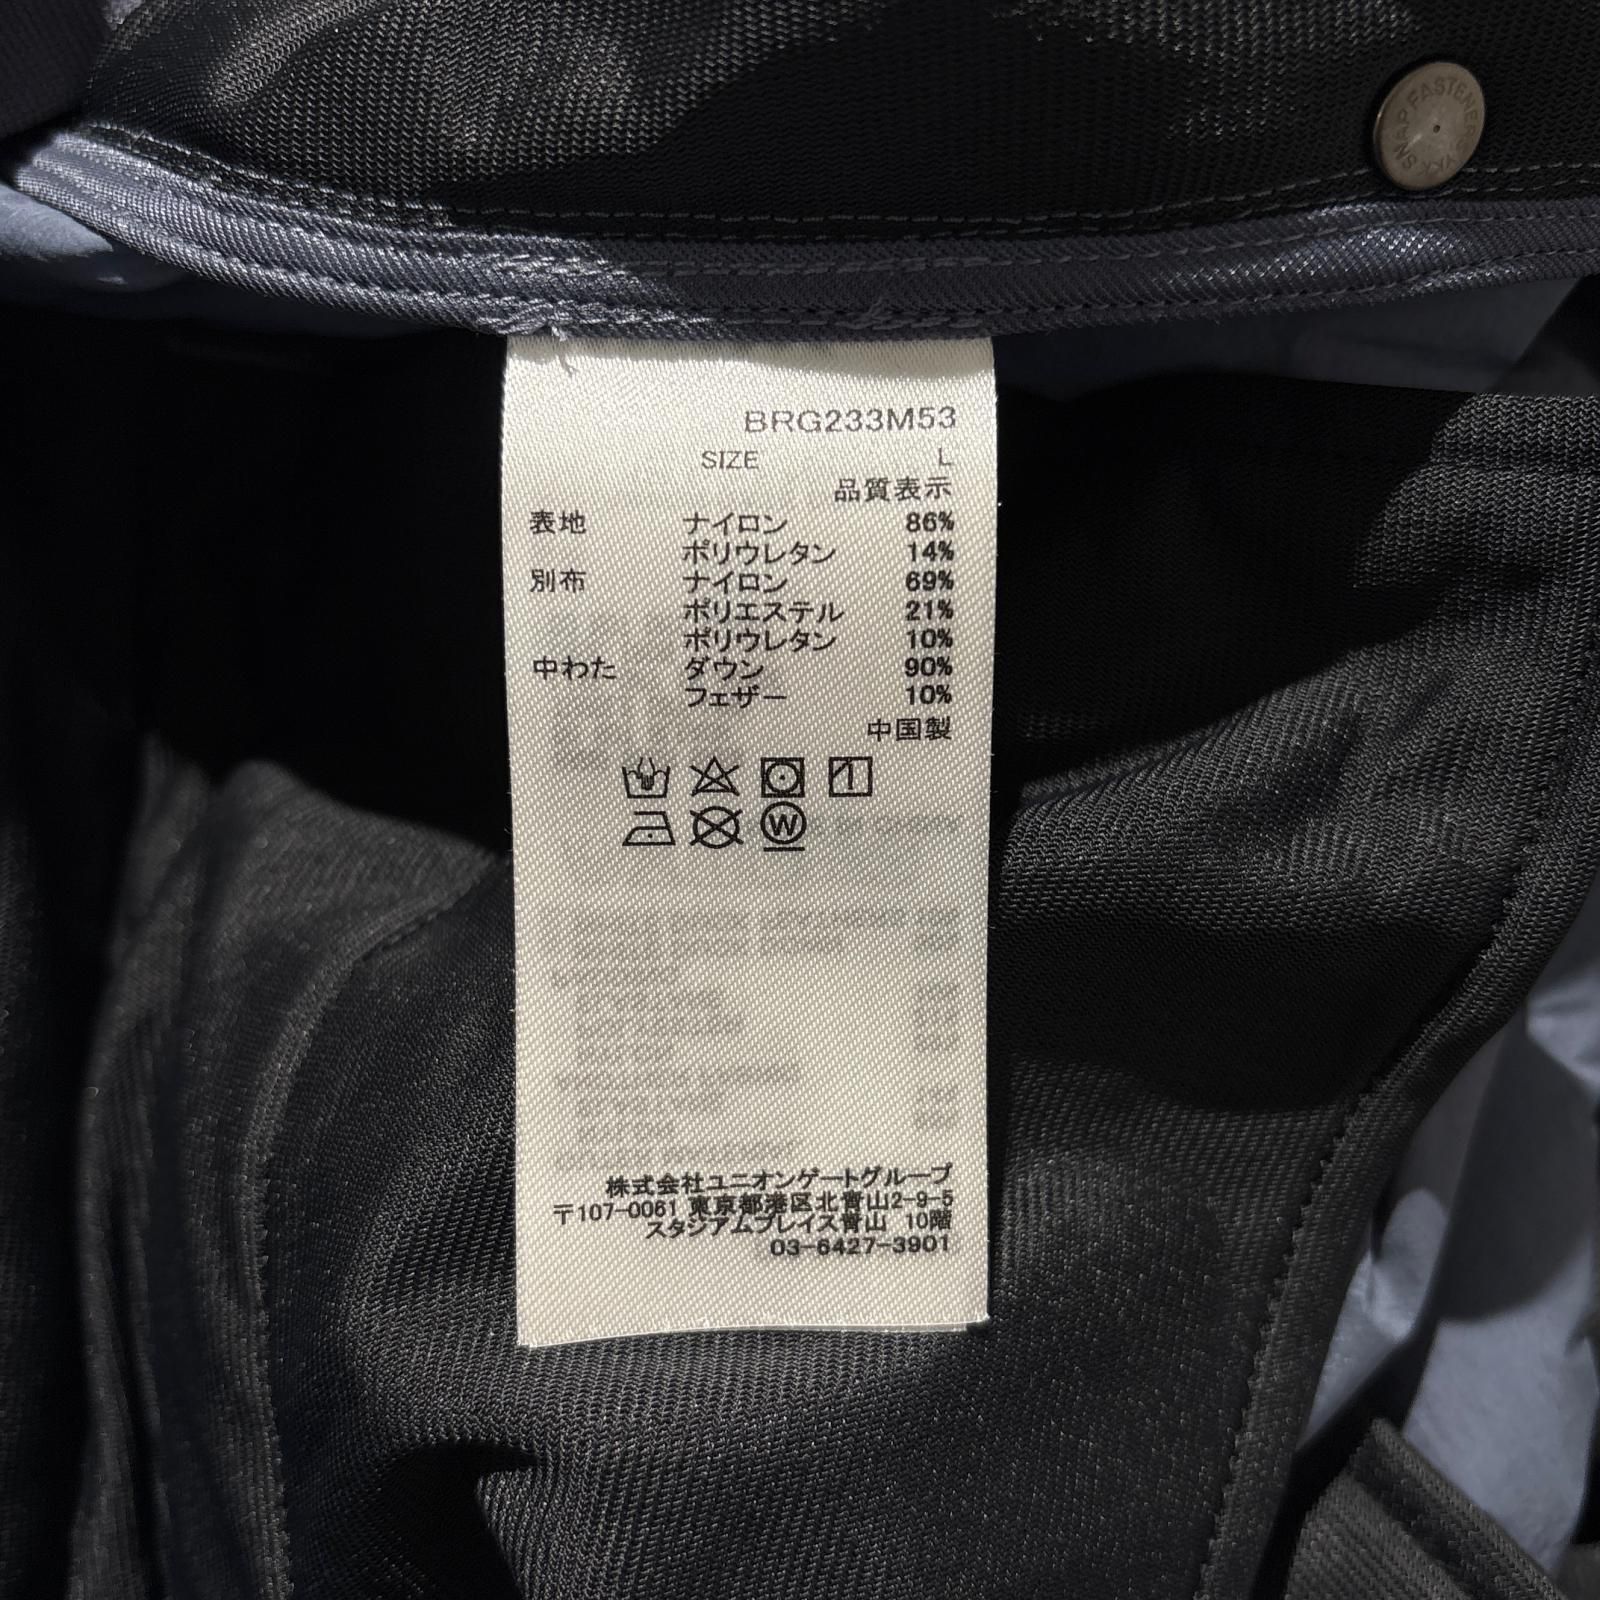 SNAP FASTENER YKK
BRG233M53
SIZE L
品質表示
表地 ナイロン 86%
ポリウレタン 14%
別布 ナイロン 69%
ポリエステル 21%
ポリウレタン 10%
中わた ダウン 90%
フェザー 10%
中国製
W
株式会社ユニオンゲートグループ
〒107-0061 東京都港区北青山2-9-5
スタジアムプレイス青山 10階
03-6427-3901